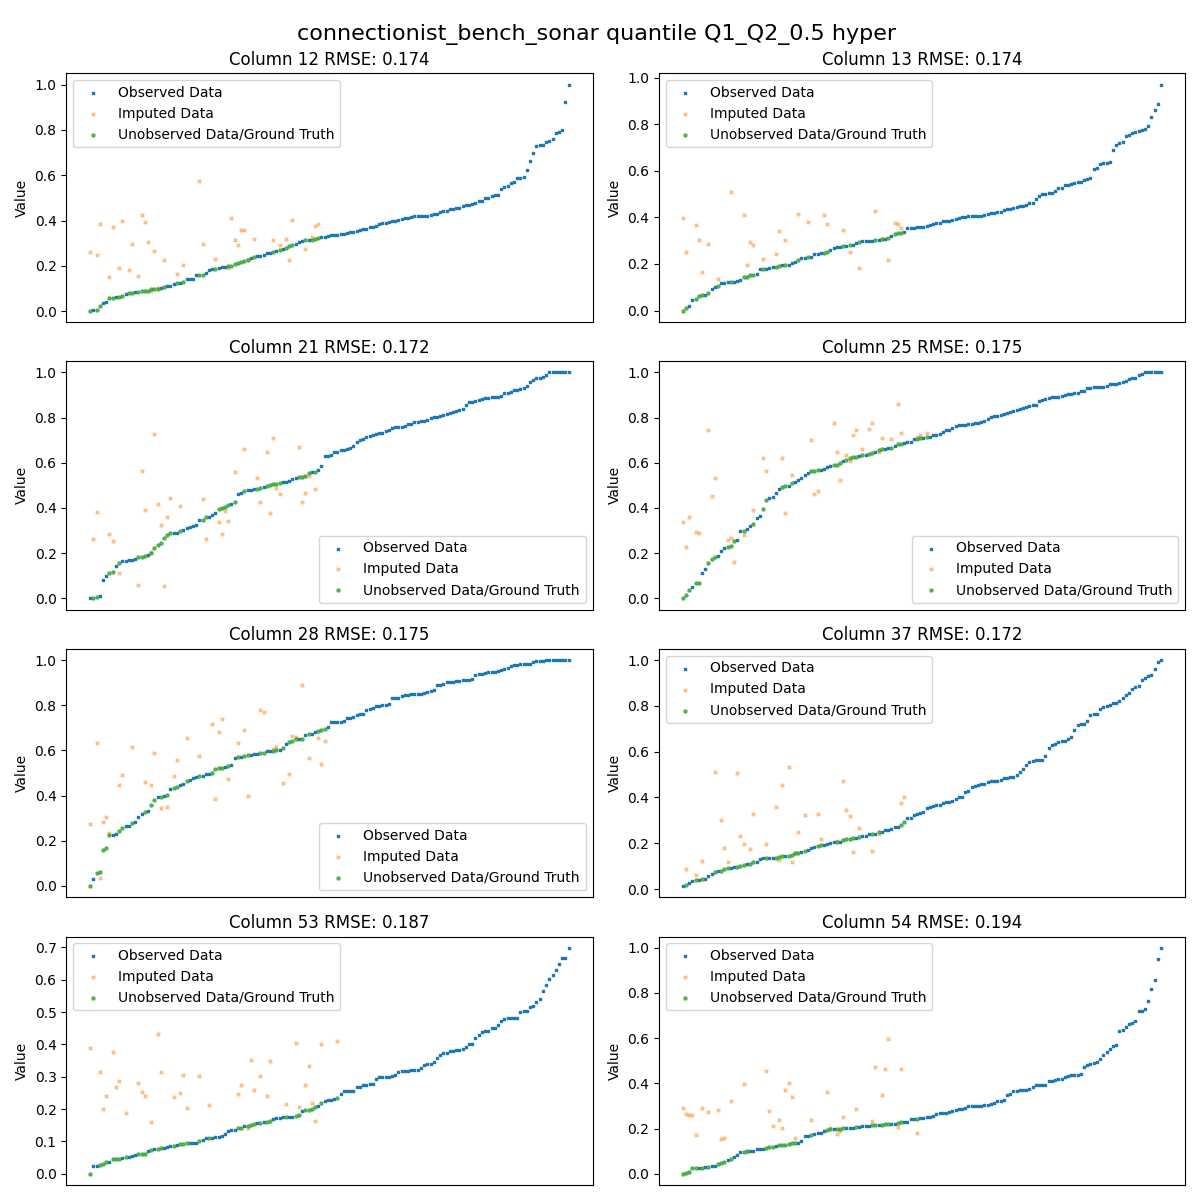 connectionist_bench_sonar quantile Q1_Q2_0.5 hyper
Column 12 RMSE: 0.174
Value
1.0
0.8
0.6
0.4
0.2
0.0
Observed Data
Imputed Data
Unobserved Data/Ground Truth
Column 13 RMSE: 0.174
Value
1.0
0.8
0.6
0.4
0.2
0.0
Observed Data
Imputed Data
Unobserved Data/Ground Truth
Column 21 RMSE: 0.172
Value
1.0
0.8
0.6
0.4
0.2
0.0
Observed Data
Imputed Data
Unobserved Data/Ground Truth
Column 25 RMSE: 0.175
Value
1.0
0.8
0.6
0.4
0.2
0.0
Observed Data
Imputed Data
Unobserved Data/Ground Truth
Column 28 RMSE: 0.175
Value
1.0
0.8
0.6
0.4
0.2
0.0
Observed Data
Imputed Data
Unobserved Data/Ground Truth
Column 37 RMSE: 0.172
Value
1.0
0.8
0.6
0.4
0.2
0.0
Observed Data
Imputed Data
Unobserved Data/Ground Truth
Column 53 RMSE: 0.187
Value
0.7
0.6
0.5
0.4
0.3
0.2
0.1
0.0
Observed Data
Imputed Data
Unobserved Data/Ground Truth
Column 54 RMSE: 0.194
Value
1.0
0.8
0.6
0.4
0.2
0.0
Observed Data
Imputed Data
Unobserved Data/Ground Truth